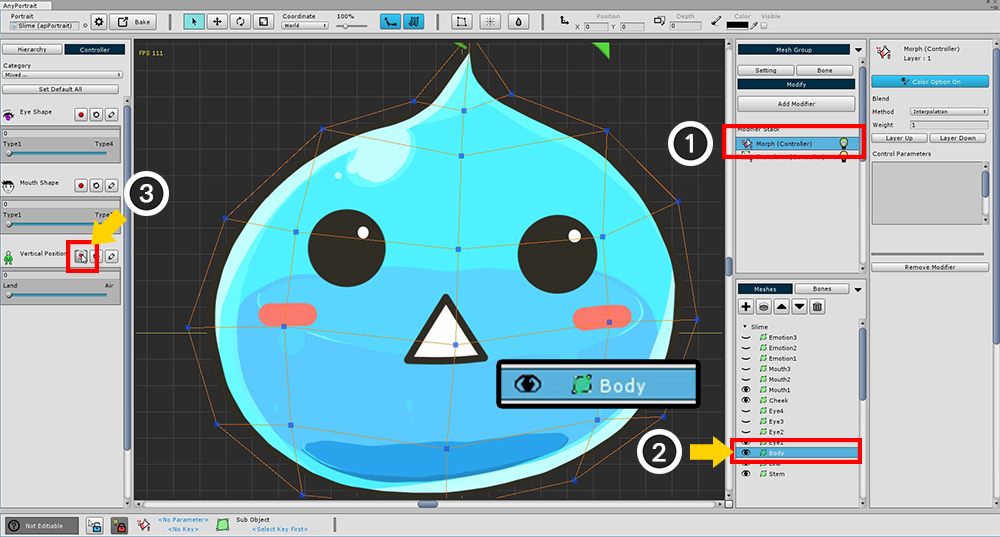 AnyPortrait
Portrait
Slime (apPortrait)
Bake
Coordinate
World
100%
Position
0
0
Depth
0
Color
Visible
Hierarchy
Controller
Category
Mixed ...
Set Default All
Eye Shape
0
Type1
Type4
Mouth Shape
0
Type1
Vertical Position
0
Land
Air
3
FPS 111
1
2
Body
Mesh Group
Setting
Bone
Modify
Add Modifier
Modifier Stack
Morph (Controller)
Meshes
Bones
Slime
Emotion3
Emotion2
Emotion1
Mouth3
Mouth2
Mouth1
Cheek
Eye4
Eye3
Eye2
Eye1
Body
Stem
Morph (Controller)
Layer : 1
Color Option On
Blend
Method
Interpolation
Weight
1
Layer Up
Layer Down
Control Parameters
Remove Modifier
Not Editable
<No Parameter>
<No Key>
Sub Object
<Select Key First>